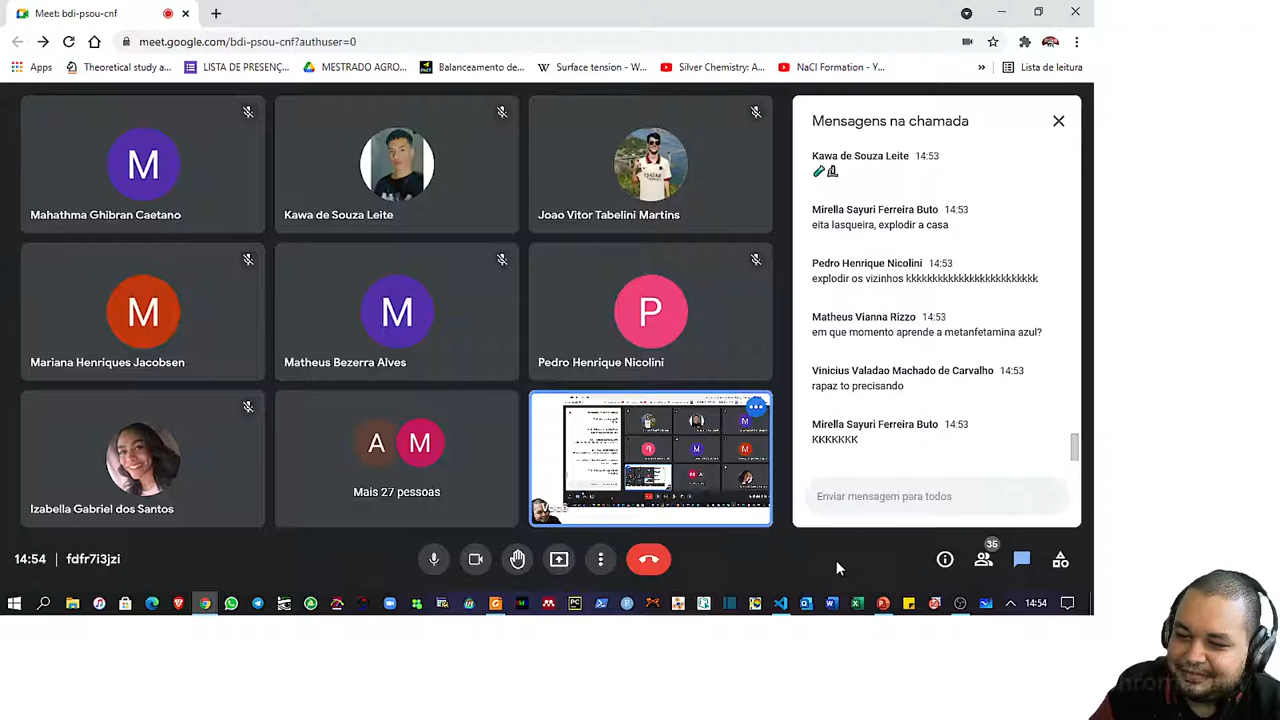 Meet: bdi-psou-cnf
meet.google.com/bdi-psou-cnf?authuser=0
Apps
Theoretical study a...
LISTA DE PRESENÇ...
MESTRADO AGRO...
Balanceamento de...
Surface tension - W...
Silver Chemistry: A...
NaCl Formation - Y...
»
Lista de leitura
M
Mahathma Ghibran Caetano
Kawa de Souza Leite
Joao Vitor Tabelini Martins
M
Mariana Henriques Jacobsen
M
Matheus Bezerra Alves
P
Pedro Henrique Nicolini
Izabella Gabriel dos Santos
A M
Mais 27 pessoas
Mensagens na chamada
Kawa de Souza Leite 14:53
Mirella Sayuri Ferreira Buto 14:53
eita lasqueira, explodir a casa
Pedro Henrique Nicolini 14:53
explodir os vizinhos kkkkkkkkkkkkkkkkkkkkkkkk
Matheus Vianna Rizzo 14:53
em que momento aprende a metanfetamina azul?
Vinicius Valadao Machado de Carvalho 14:53
rapaz to precisando
Mirella Sayuri Ferreira Buto 14:53
KKKKKKK
Enviar mensagem para todos
14:54 | fdfr7i3jzi
35
14:54